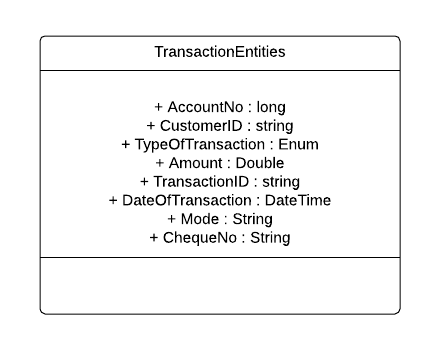 TransactionEntities
+ AccountNo : long
+ CustomerID : string
+ TypeOfTransaction : Enum
+ Amount : Double
+ TransactionID : string
+ DateOfTransaction : DateTime
+ Mode : String
+ ChequeNo : String